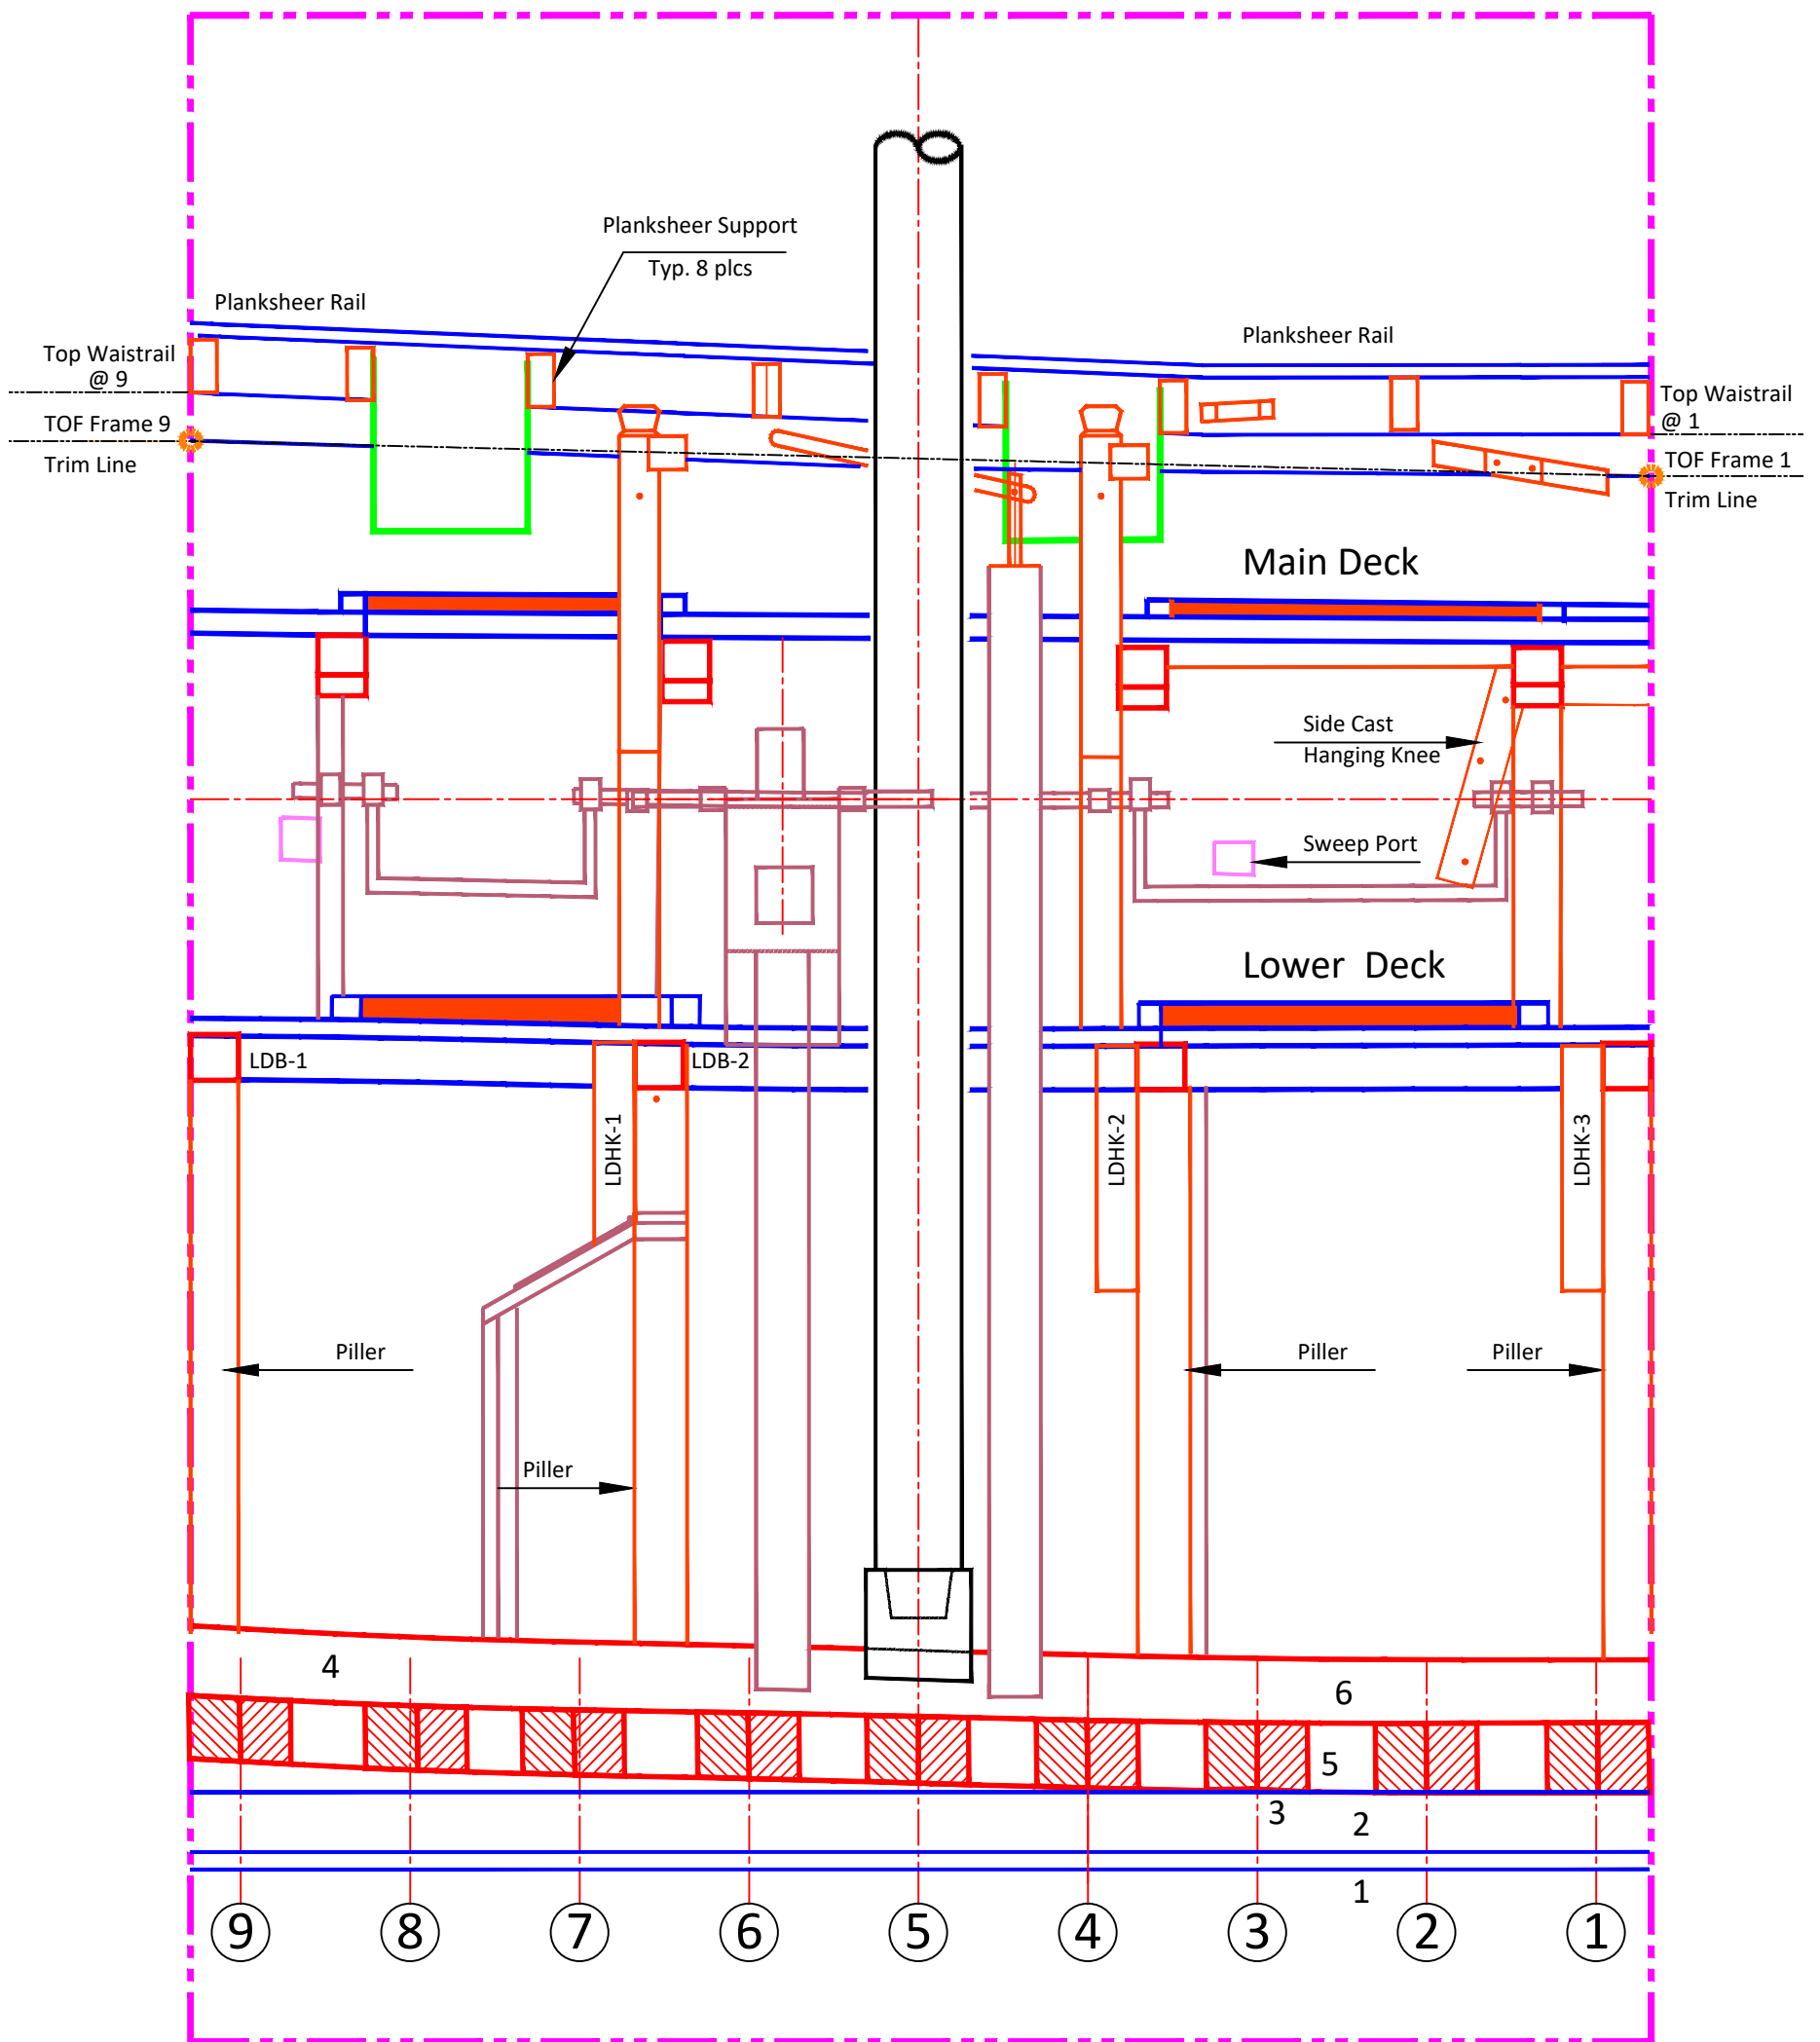 Planksheer Support
Typ. 8 plcs
Planksheer Rail
Planksheer Rail
Top Waistrail
@ 9
Top Waistrail
@ 1
TOF Frame 9
Trim Line
TOF Frame 1
Trim Line
Main Deck
Side Cast
Hanging Knee
Sweep Port
Lower Deck
LDB-1
LDB-2
LDHK-1
LDHK-2
LDHK-3
Piller
Piller
Piller
Piller
4
6
5
3
2
1
9
8
7
6
5
4
3
2
1